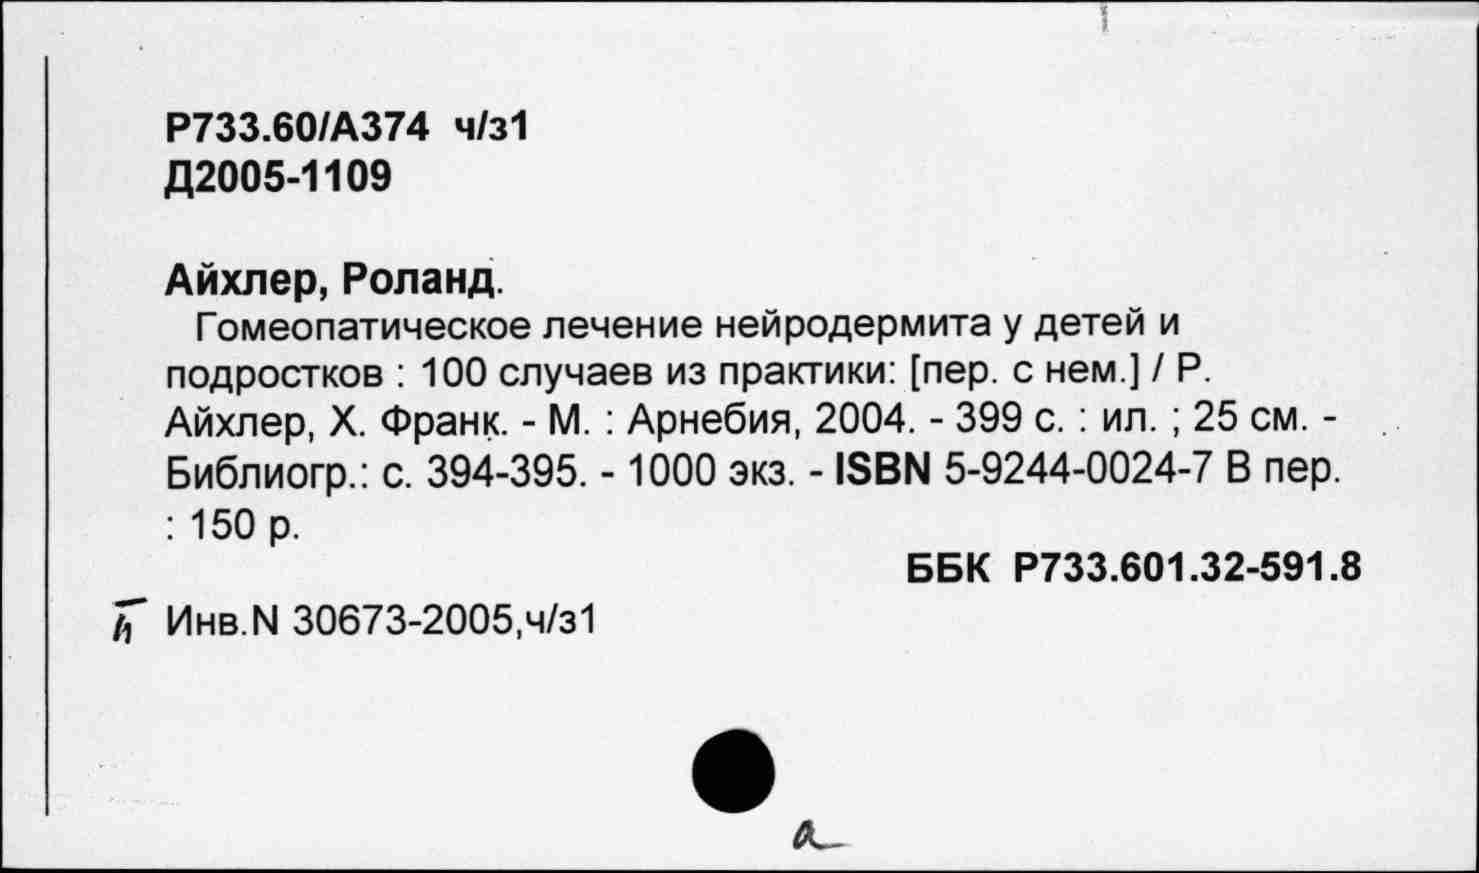 Р733.60/А374 ч/з1
Д2005-1109
Айхлер, Роланд.
Гомеопатическое лечение нейродермита у детей и
подростков : 100 случаев из практики: [пер. с нем.] / Р.
Айхлер, Х. Франк. - М. : Арнебия, 2004. - 399 с. : ил. ; 25 см. -
Библиогр.: с. 394-395. - 1000 экз. - ISBN 5-9244-0024-7 В пер.
: 150 р.
ББК Р733.601.32-591.8
Инв.N 30673-2005,ч/з1
а